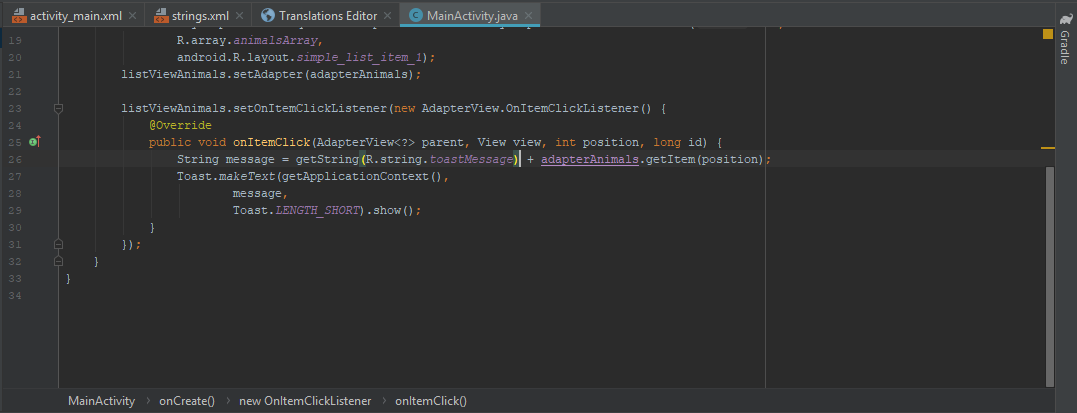 activity_main.xml × strings.xml × Translations Editor × MainActivity.java ×
Gradle
19 R.array.animalsArray,
20 android.R.layout.simple_list_item_1);
21 listViewAnimals.setAdapter(adapterAnimals);
22
23 listViewAnimals.setOnItemClickListener(new AdapterView.OnItemClickListener() {
24 @Override
25 public void onItemClick(AdapterView<?> parent, View view, int position, long id) {
26 String message = getString(R.string.toastMessage) + adapterAnimals.getItem(position);
27 Toast.makeText(getApplicationContext(),
28 message,
29 Toast.LENGTH_SHORT).show();
30 }
31 });
32 }
33 }
34
MainActivity › onCreate() › new OnItemClickListener › onItemClick()